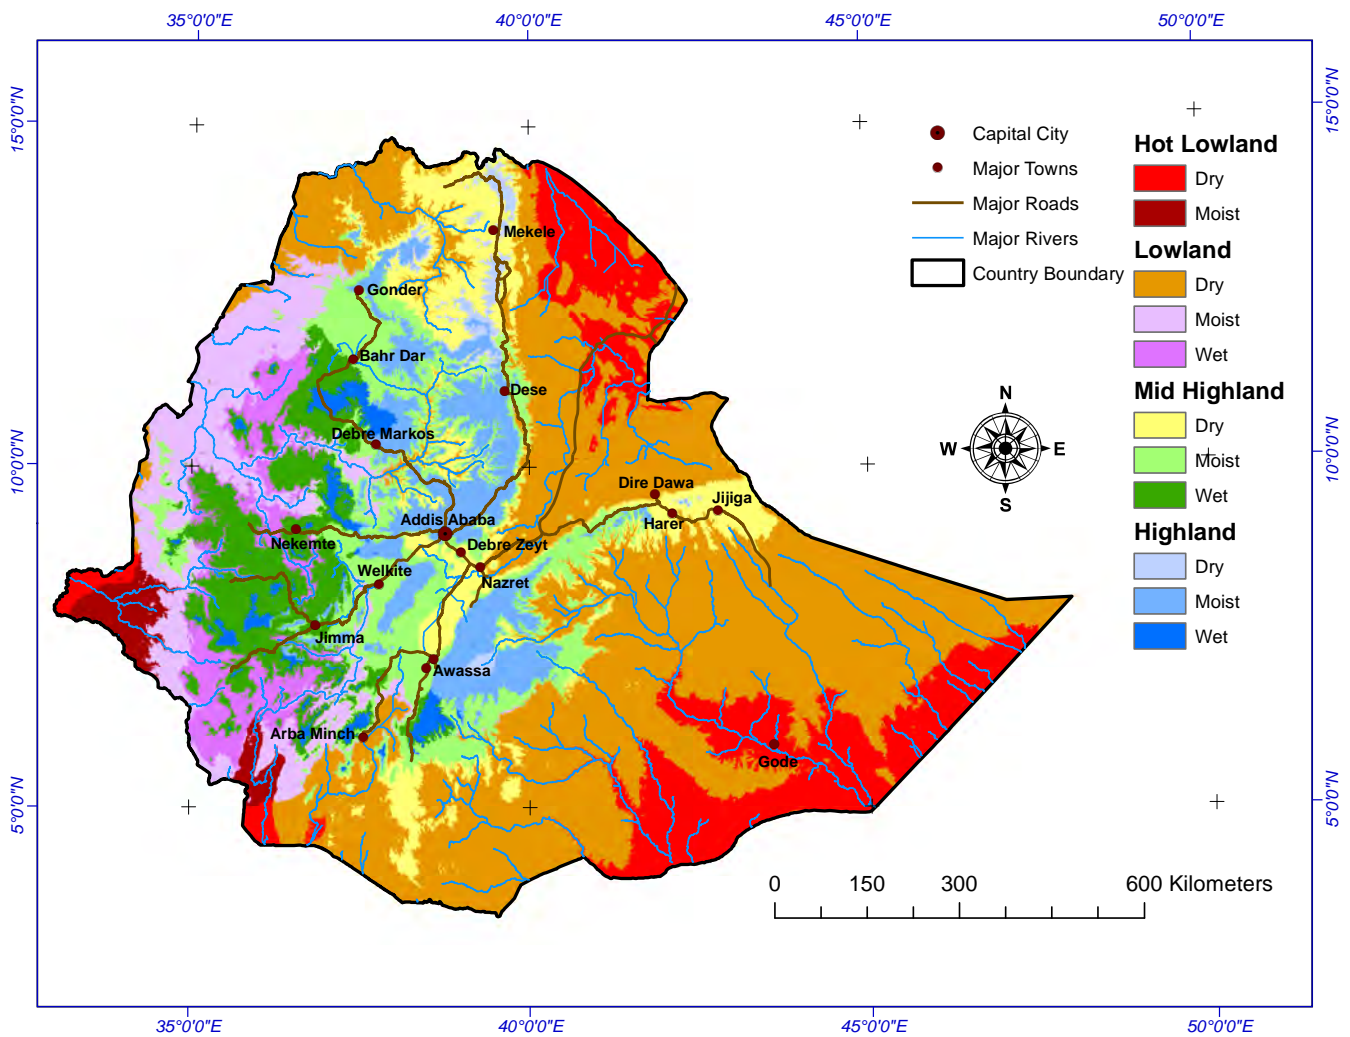 35°0'0"E 40°0'0"E 45°0'0"E 50°0'0"E
15°0'0"N
15°0'0"N
10°0'0"N
10°0'0"N
5°0'0"N
5°0'0"N
Capital City
Major Towns
Major Roads
Major Rivers
Country Boundary
Hot Lowland
Dry
Moist
Lowland
Dry
Moist
Wet
Mid Highland
Dry
Moist
Wet
Highland
Dry
Moist
Wet
N
W
E
S
Mekele
Gonder
Bahr Dar
Dese
Debre Markos
Dire Dawa
Jijiga
Harer
Addis Ababa
Nekemte
Debre Zeyt
Welkite
Nazret
Jimma
Awassa
Arba Minch
Gode
0 150 300 600 Kilometers
35°0'0"E 40°0'0"E 45°0'0"E 50°0'0"E